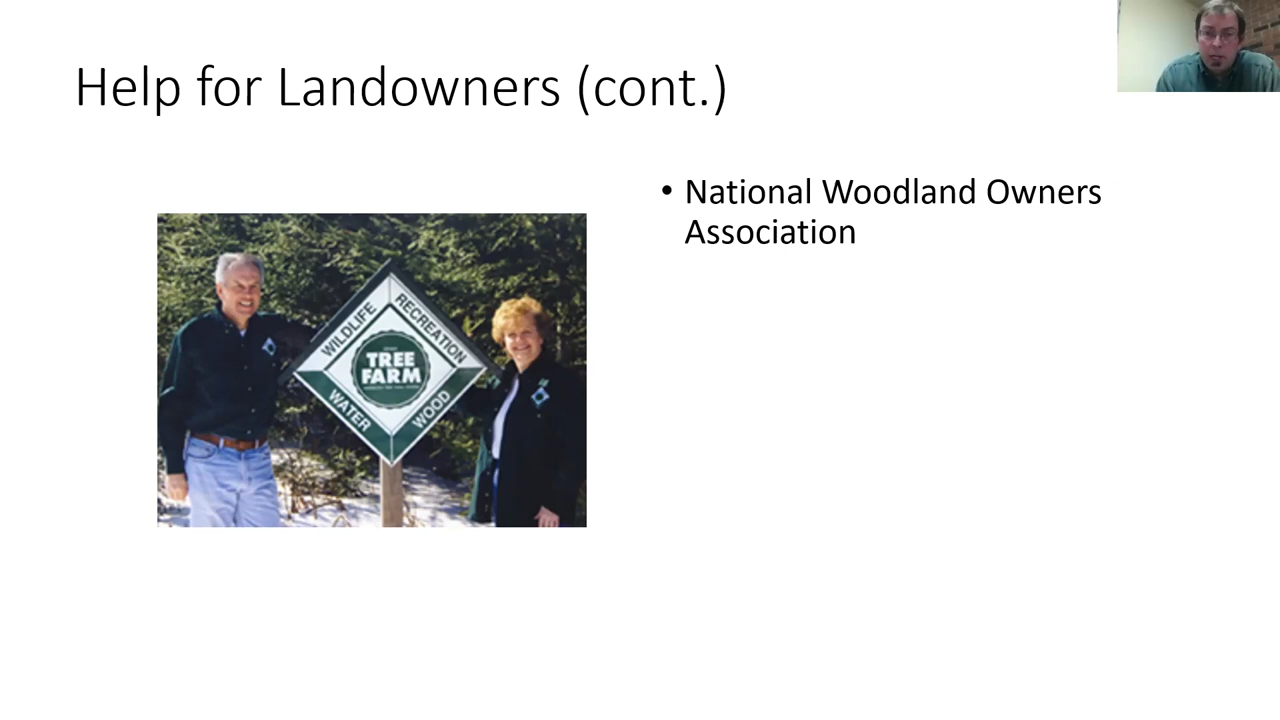 Help for Landowners (cont.)
• National Woodland Owners
Association
WILDLIFE
RECREATION
TREE
FARM
WATER
WOOD